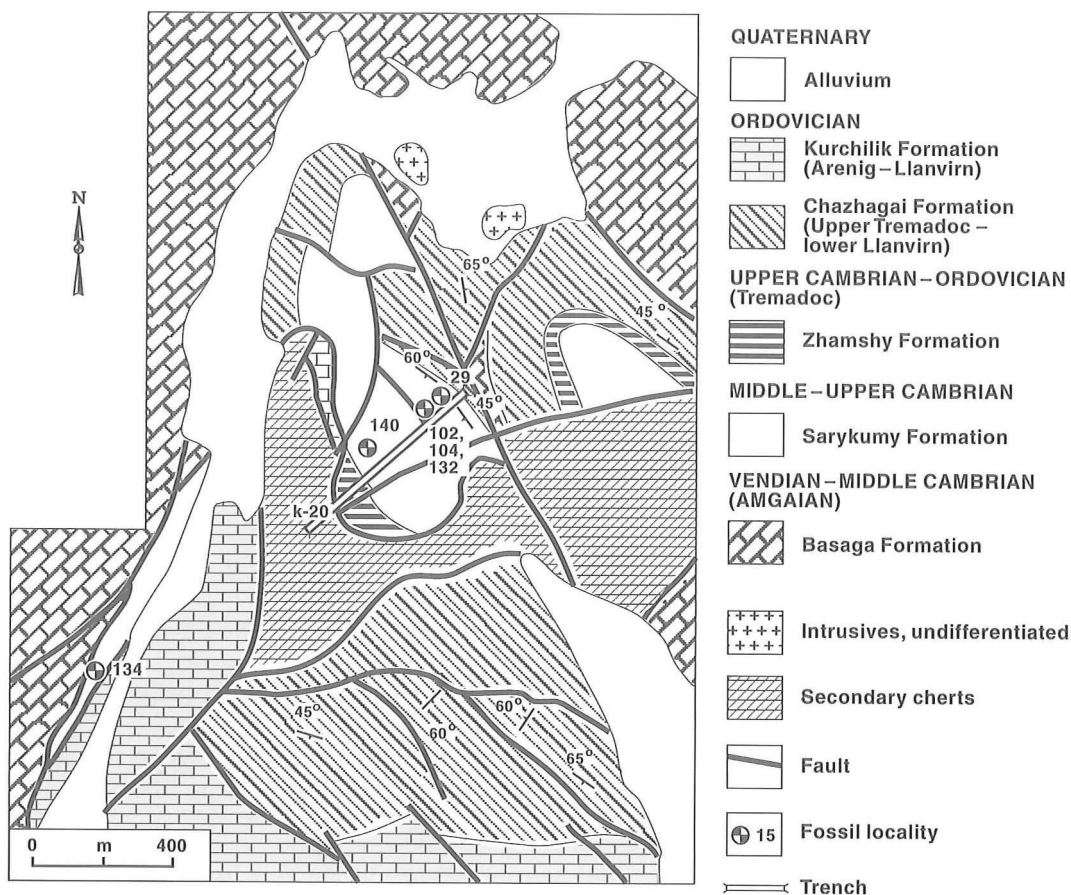 N
65°
45°
60°
29
45°
140
102,
104,
132
k-20
134
45°
60°
60°
65°
0 m 400
QUATERNARY
Alluvium
ORDOVICIAN
Kurchilik Formation
(Arenig–Llanvirn)
Chazhagai Formation
(Upper Tremadoc –
lower Llanvirn)
UPPER CAMBRIAN–ORDOVICIAN
(Tremadoc)
Zhamshy Formation
MIDDLE–UPPER CAMBRIAN
Sarykumy Formation
VENDIAN–MIDDLE CAMBRIAN
(AMGAIAN)
Basaga Formation
Intrusives, undifferentiated
Secondary cherts
Fault
15 Fossil locality
Trench